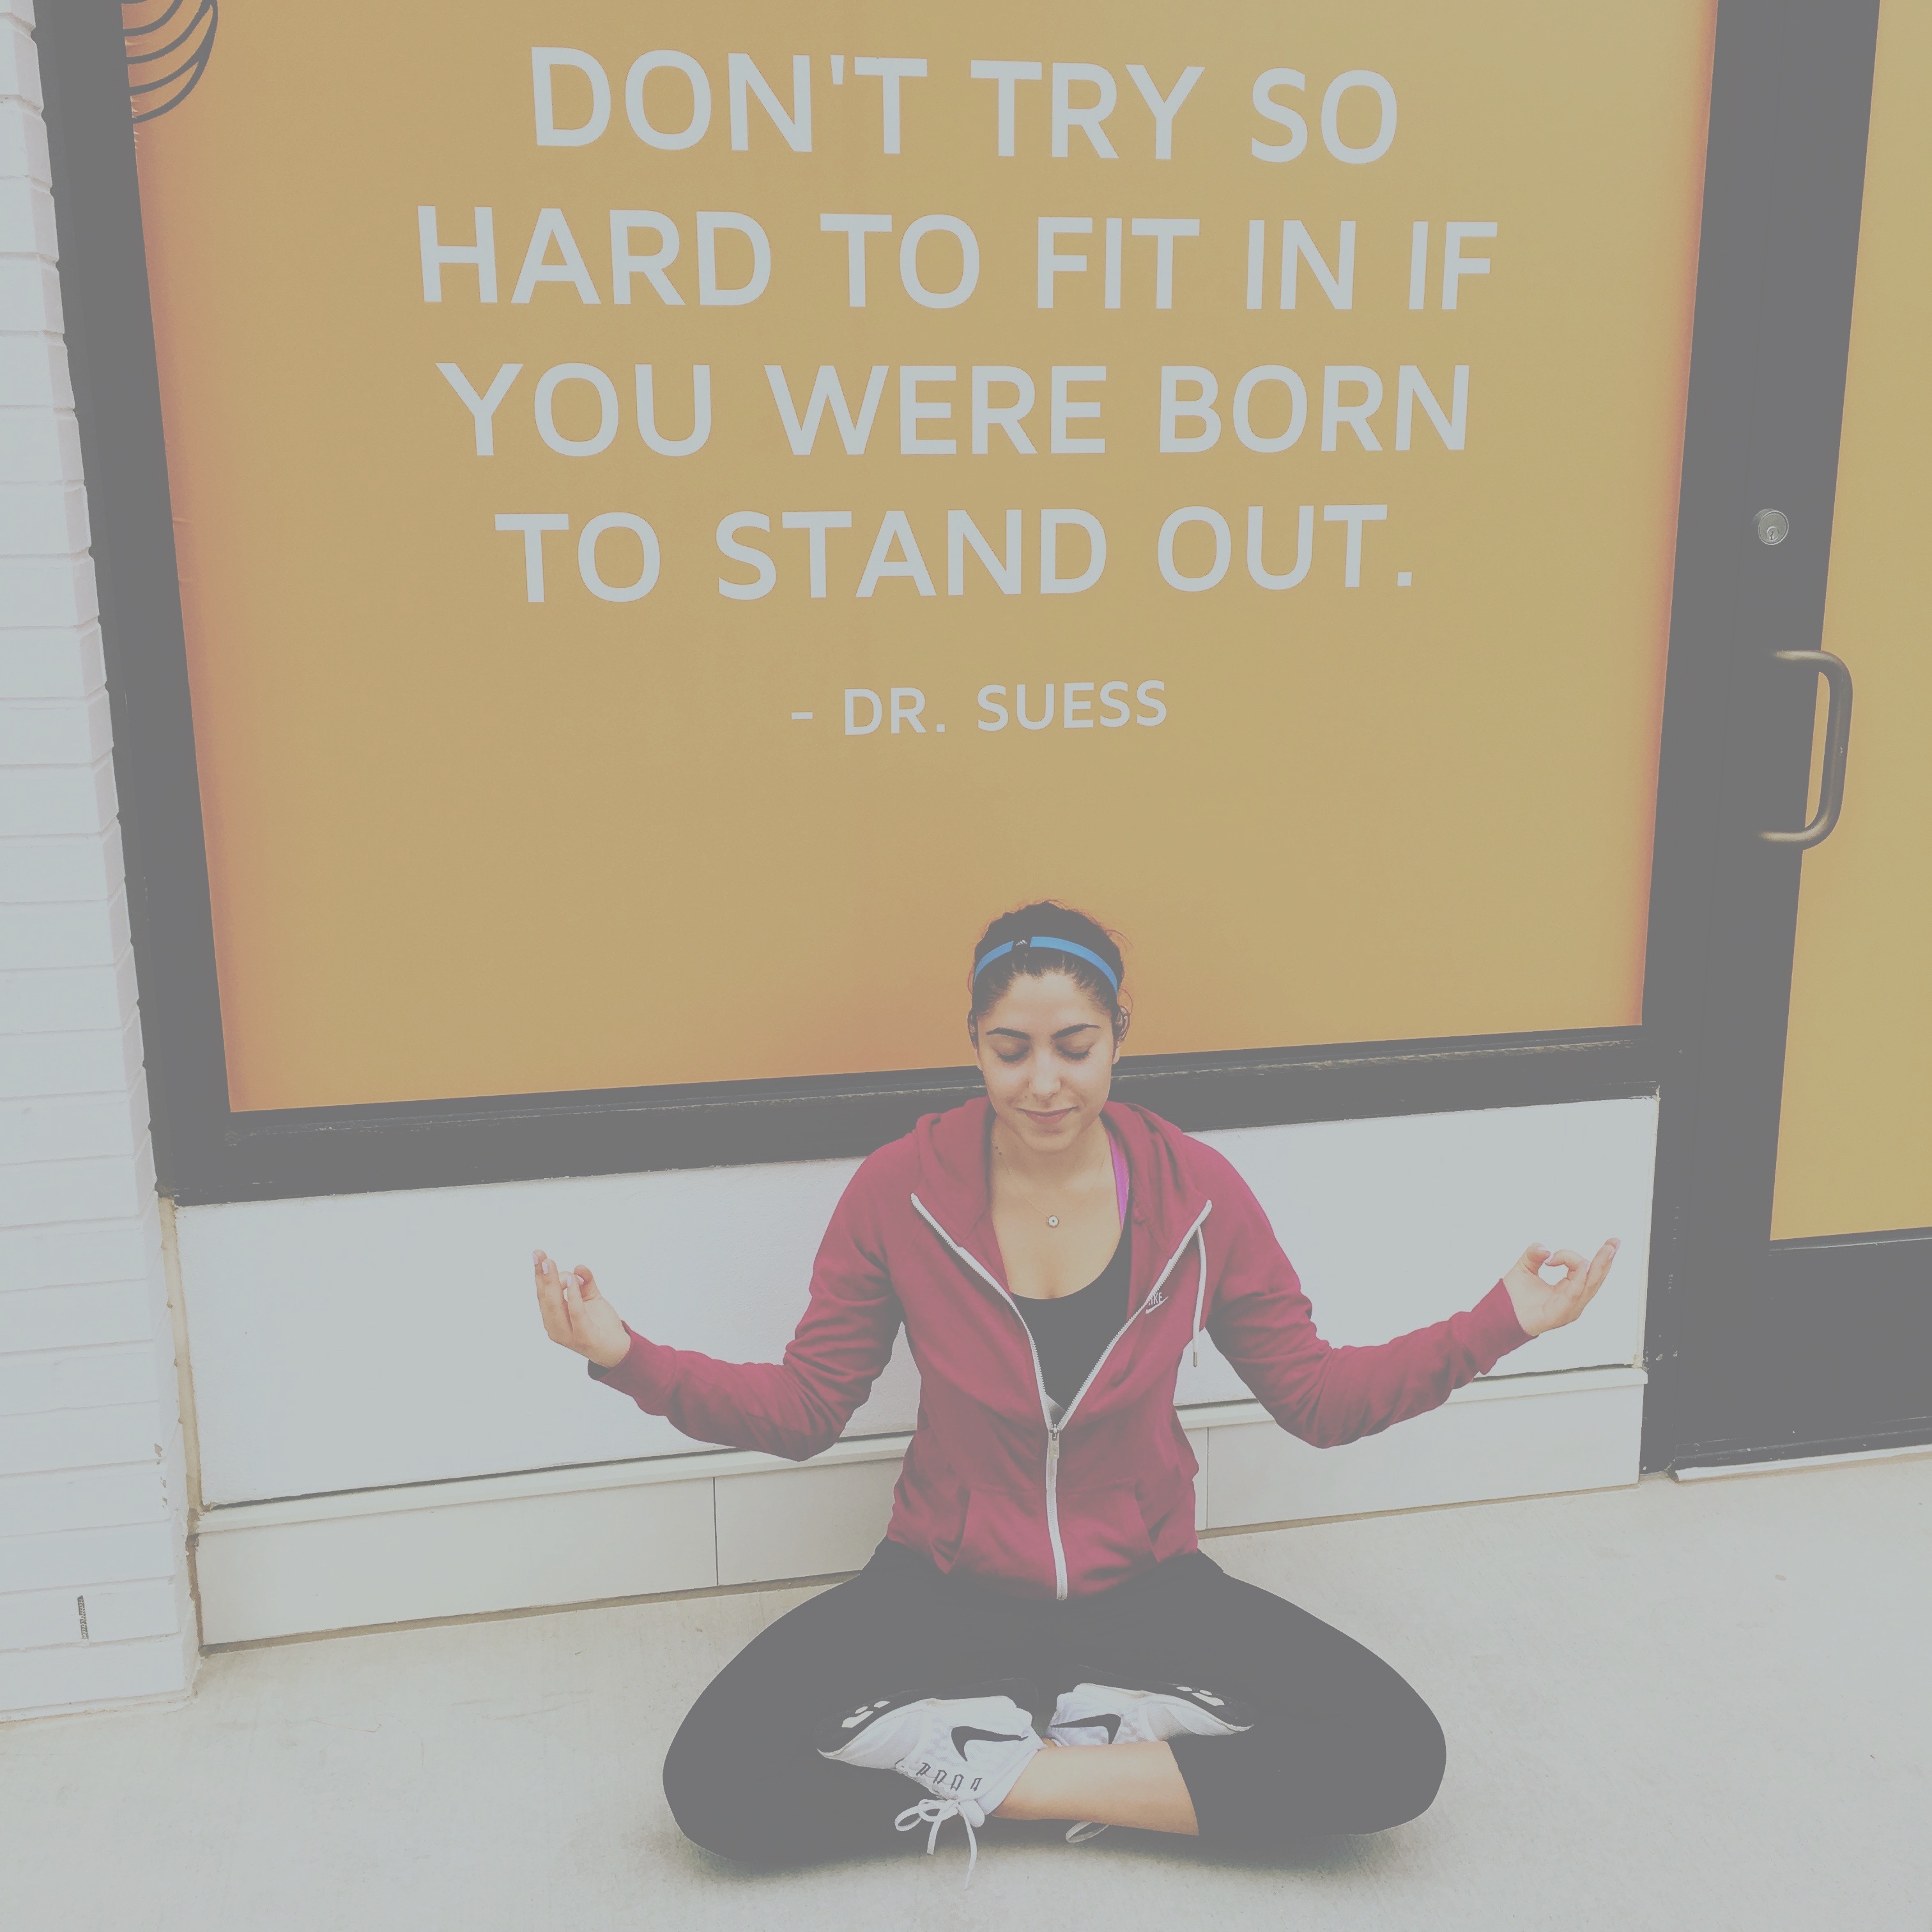 DON'T TRY SO
HARD TO FIT IN IF
YOU WERE BORN
TO STAND OUT.
- DR. SUESS
NIKE